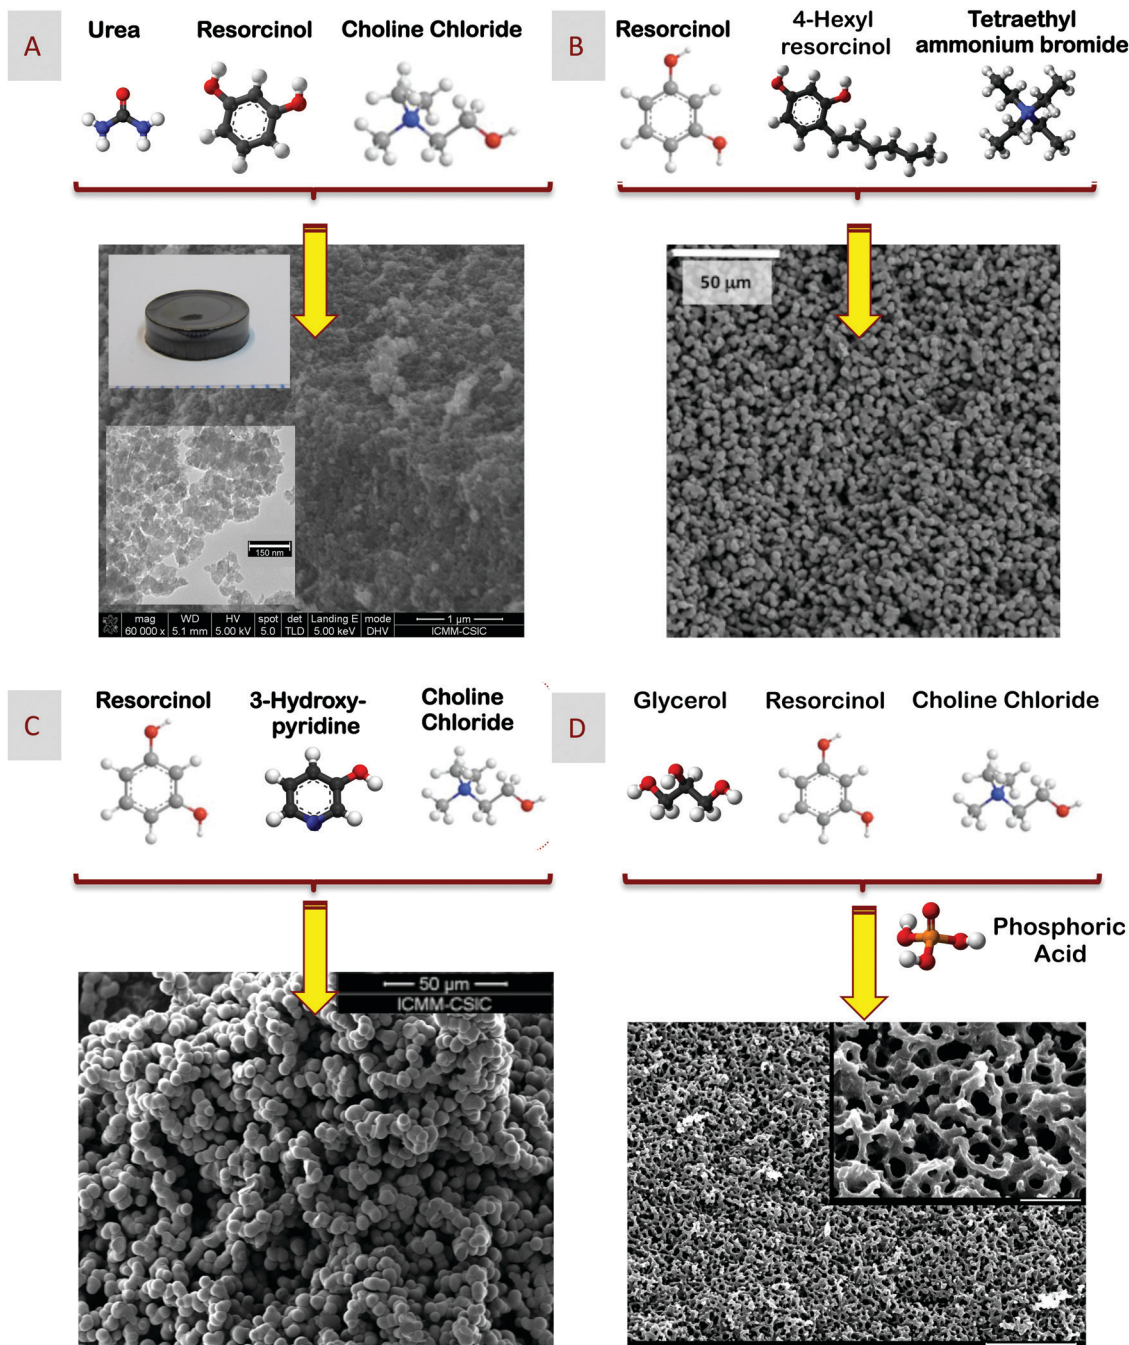 A
Urea
Resorcinol
Choline Chloride
150 nm
mag
WD
HV
spot
det
Landing E
mode
1 µm
60 000 x
5.1 mm
5.00 kV
5.0
TLD
5.00 keV
DHV
ICMM-CSIC
B
Resorcinol
4-Hexyl
resorcinol
Tetraethyl
ammonium bromide
50 µm
C
Resorcinol
3-Hydroxy-
pyridine
Choline
Chloride
50 µm
ICMM-CSIC
D
Glycerol
Resorcinol
Choline Chloride
Phosphoric
Acid